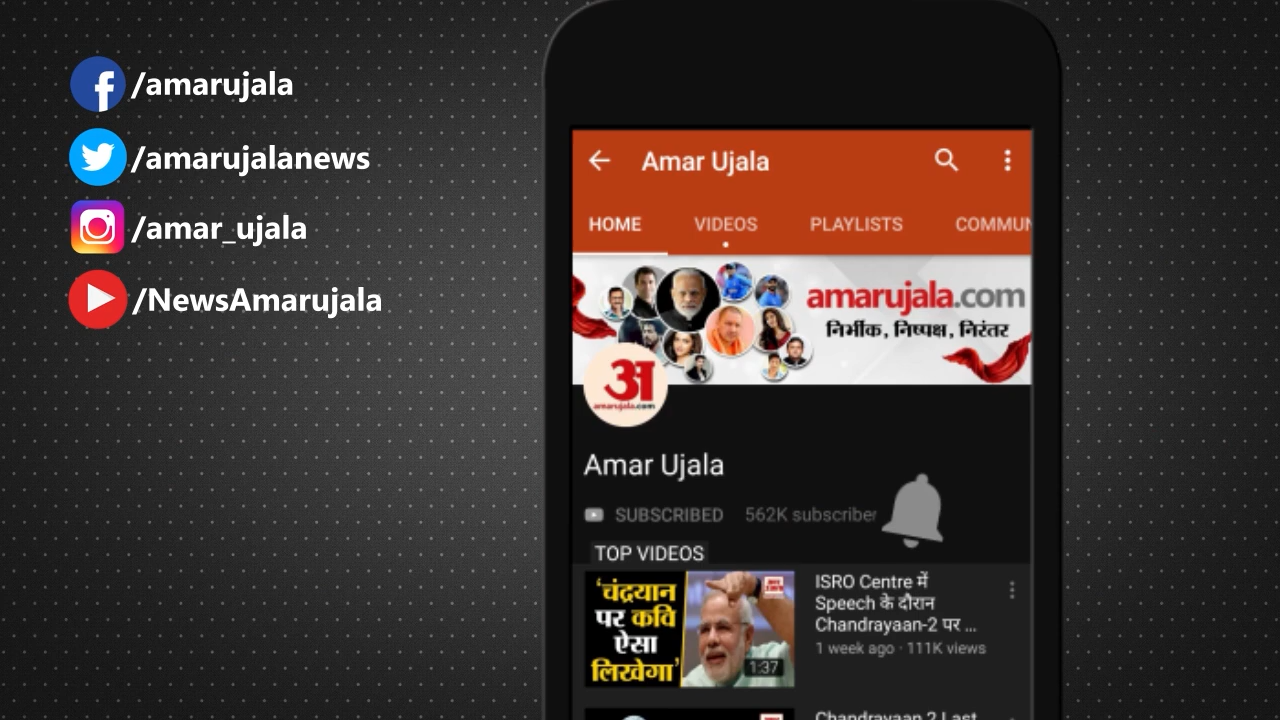 /amarujala
/amarujalanews
/amar_ujala
/NewsAmarujala
Amar Ujala
HOME VIDEOS PLAYLISTS COMMUN
amarujala.com
निर्भीक, निष्पक्ष, निरंतर
अ
amarujala.com
Amar Ujala
SUBSCRIBED 562K subscriber
TOP VIDEOS
‘चंद्रयान
पर कवि
ऐसा
लिखेगा’
1:37
ISRO Centre में
Speech के दौरान
Chandrayaan-2 पर ...
1 week ago · 111K views
Chandrayaan 2 Last